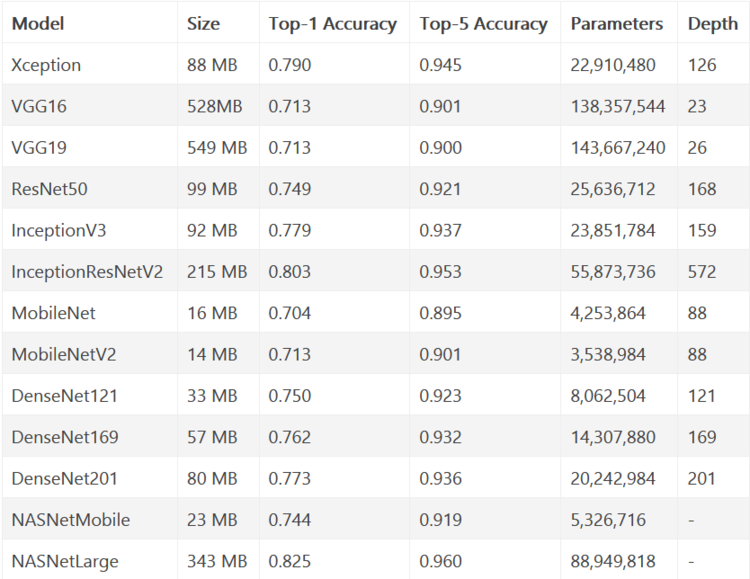 Model Size Top-1 Accuracy Top-5 Accuracy Parameters Depth
Xception 88 MB 0.790 0.945 22,910,480 126
VGG16 528MB 0.713 0.901 138,357,544 23
VGG19 549 MB 0.713 0.900 143,667,240 26
ResNet50 99 MB 0.749 0.921 25,636,712 168
InceptionV3 92 MB 0.779 0.937 23,851,784 159
InceptionResNetV2 215 MB 0.803 0.953 55,873,736 572
MobileNet 16 MB 0.704 0.895 4,253,864 88
MobileNetV2 14 MB 0.713 0.901 3,538,984 88
DenseNet121 33 MB 0.750 0.923 8,062,504 121
DenseNet169 57 MB 0.762 0.932 14,307,880 169
DenseNet201 80 MB 0.773 0.936 20,242,984 201
NASNetMobile 23 MB 0.744 0.919 5,326,716 -
NASNetLarge 343 MB 0.825 0.960 88,949,818 -